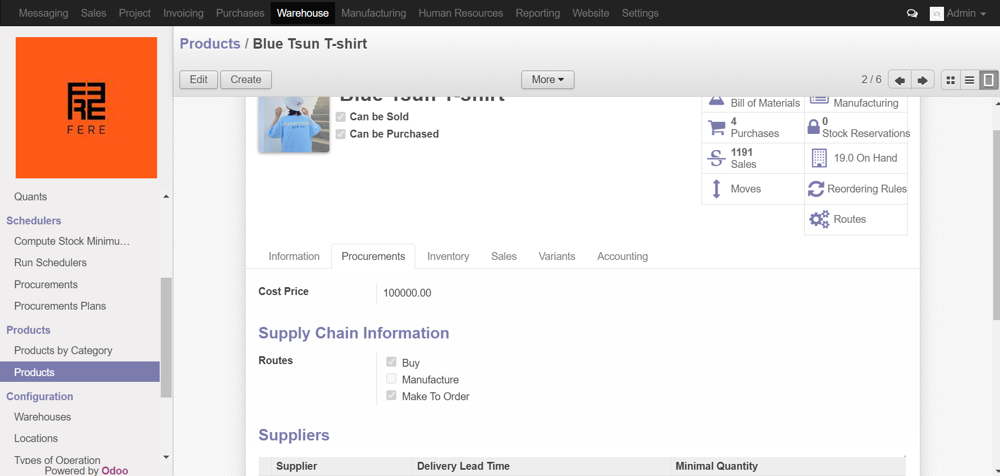 Messaging Sales Project Invoicing Purchases Warehouse Manufacturing Human Resources Reporting Website Settings Admin
FERE
Quants
Schedulers
Compute Stock Minimu...
Run Schedulers
Procurements
Procurements Plans
Products
Products by Category
Products
Configuration
Warehouses
Locations
Types of Operation
Powered by Odoo
Products / Blue Tsun T-shirt
Edit Create More 2 / 6
Blue Tsun T-shirt
Can be Sold
Can be Purchased
Bill of Materials Manufacturing
4 Purchases
0 Stock Reservations
1191 Sales
19.0 On Hand
Moves
Reordering Rules
Routes
Information Procurements Inventory Sales Variants Accounting
Cost Price 100000.00
Supply Chain Information
Routes
Buy
Manufacture
Make To Order
Suppliers
Supplier Delivery Lead Time Minimal Quantity